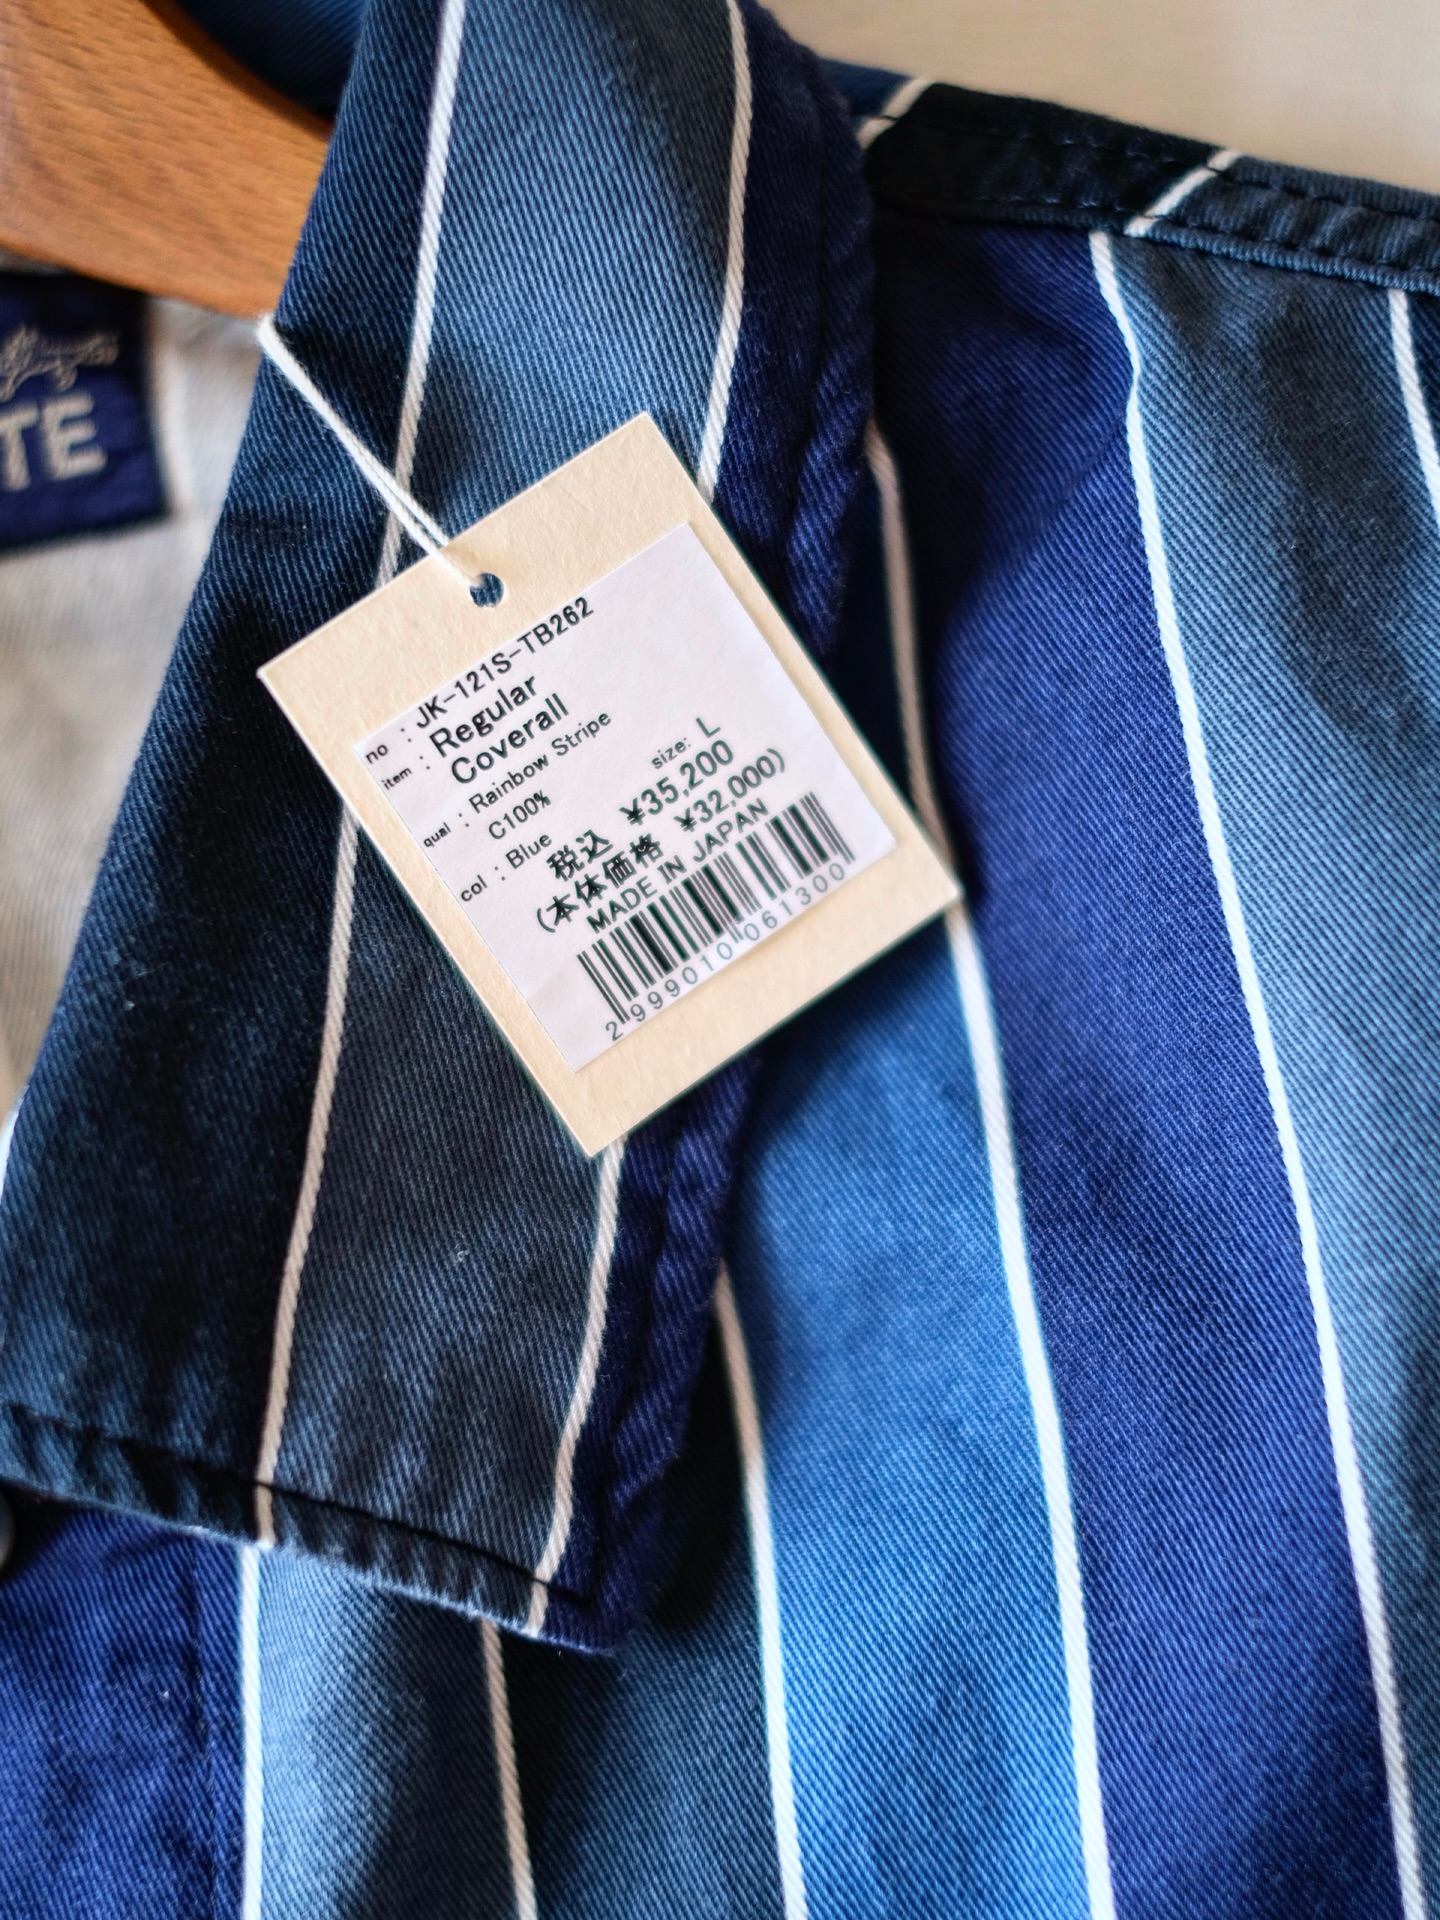 TE
no : JK-121S-TB262
item : Regular
Coverall
qual : Rainbow Stripe
C100%
size: L
col : Blue
税込 ¥35,200
(本体価格 ¥32,000)
MADE IN JAPAN
2999010061300